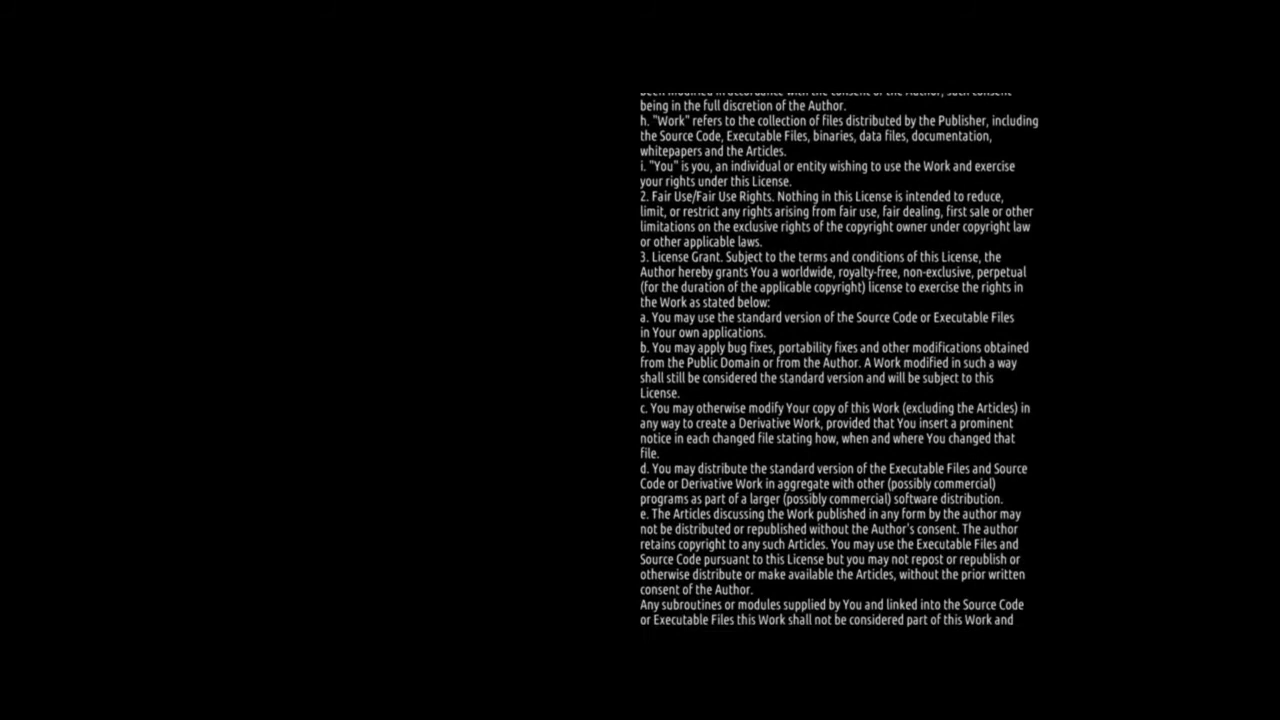 been modified in accordance with the consent of the Author, such consent
being in the full discretion of the Author.
h. "Work" refers to the collection of files distributed by the Publisher, including
the Source Code, Executable Files, binaries, data files, documentation,
whitepapers and the Articles.
i. "You" is you, an individual or entity wishing to use the Work and exercise
your rights under this License.
2. Fair Use/Fair Use Rights. Nothing in this License is intended to reduce,
limit, or restrict any rights arising from fair use, fair dealing, first sale or other
limitations on the exclusive rights of the copyright owner under copyright law
or other applicable laws.
3. License Grant. Subject to the terms and conditions of this License, the
Author hereby grants You a worldwide, royalty-free, non-exclusive, perpetual
(for the duration of the applicable copyright) license to exercise the rights in
the Work as stated below:
a. You may use the standard version of the Source Code or Executable Files
in Your own applications.
b. You may apply bug fixes, portability fixes and other modifications obtained
from the Public Domain or from the Author. A Work modified in such a way
shall still be considered the standard version and will be subject to this
License.
c. You may otherwise modify Your copy of this Work (excluding the Articles) in
any way to create a Derivative Work, provided that You insert a prominent
notice in each changed file stating how, when and where You changed that
file.
d. You may distribute the standard version of the Executable Files and Source
Code or Derivative Work in aggregate with other (possibly commercial)
programs as part of a larger (possibly commercial) software distribution.
e. The Articles discussing the Work published in any form by the author may
not be distributed or republished without the Author's consent. The author
retains copyright to any such Articles. You may use the Executable Files and
Source Code pursuant to this License but you may not repost or republish or
otherwise distribute or make available the Articles, without the prior written
consent of the Author.
Any subroutines or modules supplied by You and linked into the Source Code
or Executable Files this Work shall not be considered part of this Work and